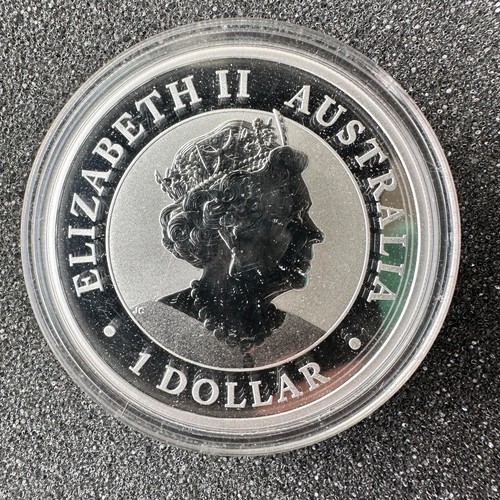 ELIZABETH II AUSTRALIA
• 1 DOLLAR •
JC